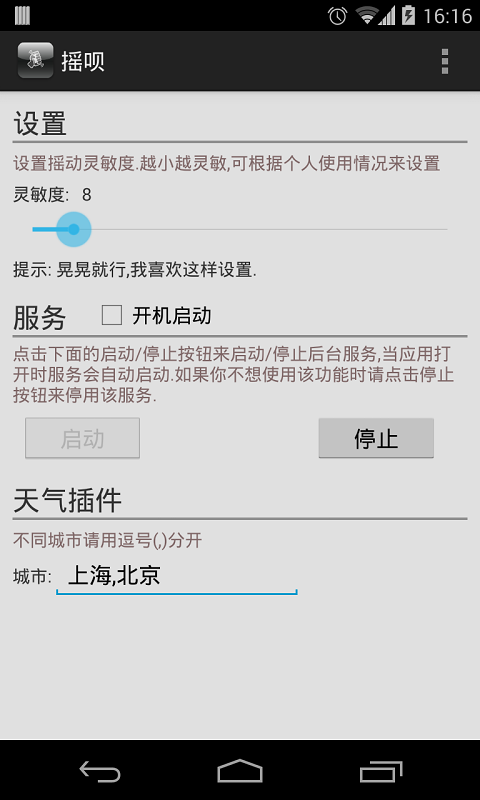 16:16
摇呗
设置
设置摇动灵敏度.越小越灵敏,可根据个人使用情况来设置
灵敏度: 8
提示: 晃晃就行,我喜欢这样设置.
服务 开机启动
点击下面的启动/停止按钮来启动/停止后台服务,当应用打
开时服务会自动启动.如果你不想使用该功能时请点击停止
按钮来停用该服务.
启动 停止
天气插件
不同城市请用逗号(,)分开
城市: 上海,北京